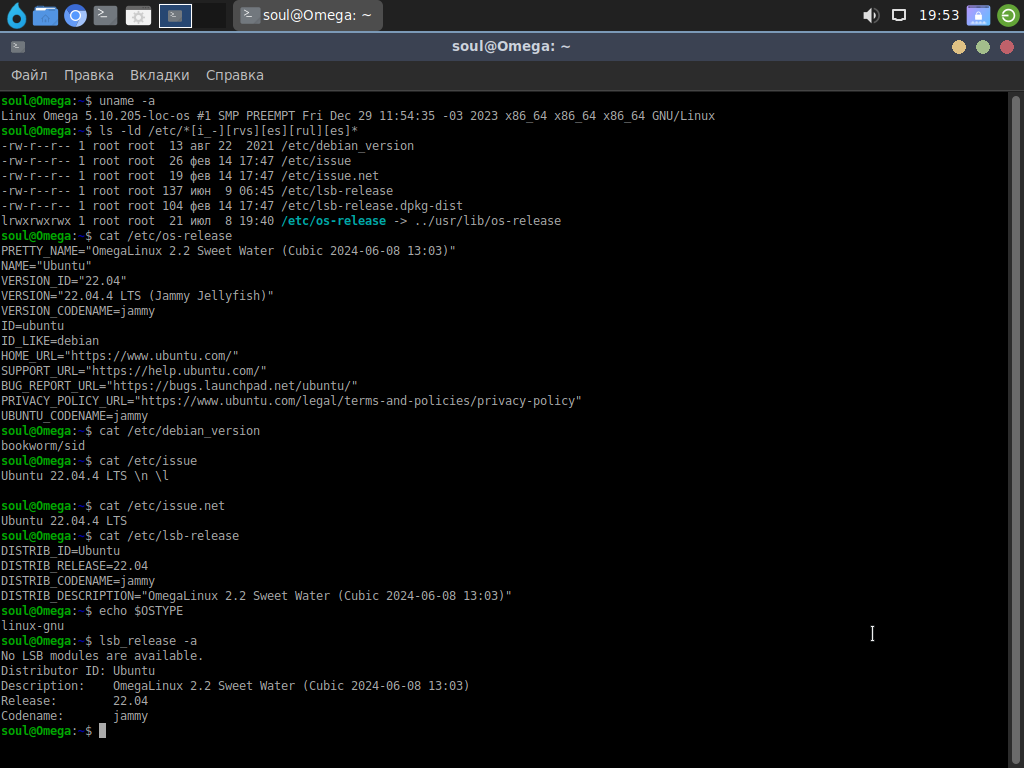 soul@Omega: ~
19:53
soul@Omega: ~
Файл Правка Вкладки Справка
soul@Omega:~$ uname -a
Linux Omega 5.10.205-loc-os #1 SMP PREEMPT Fri Dec 29 11:54:35 -03 2023 x86_64 x86_64 x86_64 GNU/Linux
soul@Omega:~$ ls -ld /etc/*[i_-][rvs][es][rul][es]*
-rw-r--r-- 1 root root  13 авг 22  2021 /etc/debian_version
-rw-r--r-- 1 root root  26 фев 14 17:47 /etc/issue
-rw-r--r-- 1 root root  19 фев 14 17:47 /etc/issue.net
-rw-r--r-- 1 root root 137 июн  9 06:45 /etc/lsb-release
-rw-r--r-- 1 root root 104 фев 14 17:47 /etc/lsb-release.dpkg-dist
lrwxrwxrwx 1 root root  21 июл  8 19:40 /etc/os-release -> ../usr/lib/os-release
soul@Omega:~$ cat /etc/os-release
PRETTY_NAME="OmegaLinux 2.2 Sweet Water (Cubic 2024-06-08 13:03)"
NAME="Ubuntu"
VERSION_ID="22.04"
VERSION="22.04.4 LTS (Jammy Jellyfish)"
VERSION_CODENAME=jammy
ID=ubuntu
ID_LIKE=debian
HOME_URL="https://www.ubuntu.com/"
SUPPORT_URL="https://help.ubuntu.com/"
BUG_REPORT_URL="https://bugs.launchpad.net/ubuntu/"
PRIVACY_POLICY_URL="https://www.ubuntu.com/legal/terms-and-policies/privacy-policy"
UBUNTU_CODENAME=jammy
soul@Omega:~$ cat /etc/debian_version
bookworm/sid
soul@Omega:~$ cat /etc/issue
Ubuntu 22.04.4 LTS \n \l
soul@Omega:~$ cat /etc/issue.net
Ubuntu 22.04.4 LTS
soul@Omega:~$ cat /etc/lsb-release
DISTRIB_ID=Ubuntu
DISTRIB_RELEASE=22.04
DISTRIB_CODENAME=jammy
DISTRIB_DESCRIPTION="OmegaLinux 2.2 Sweet Water (Cubic 2024-06-08 13:03)"
soul@Omega:~$ echo $OSTYPE
linux-gnu
soul@Omega:~$ lsb_release -a
No LSB modules are available.
Distributor ID: Ubuntu
Description:    OmegaLinux 2.2 Sweet Water (Cubic 2024-06-08 13:03)
Release:        22.04
Codename:       jammy
soul@Omega:~$